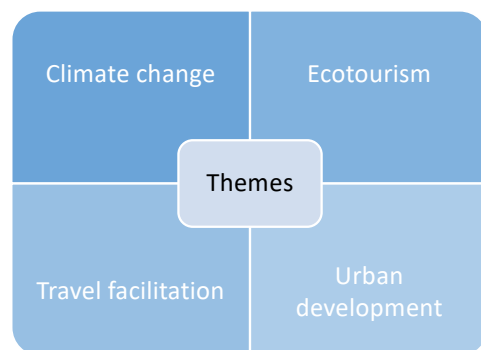 Climate change
Ecotourism
Themes
Travel facilitation
Urban
development